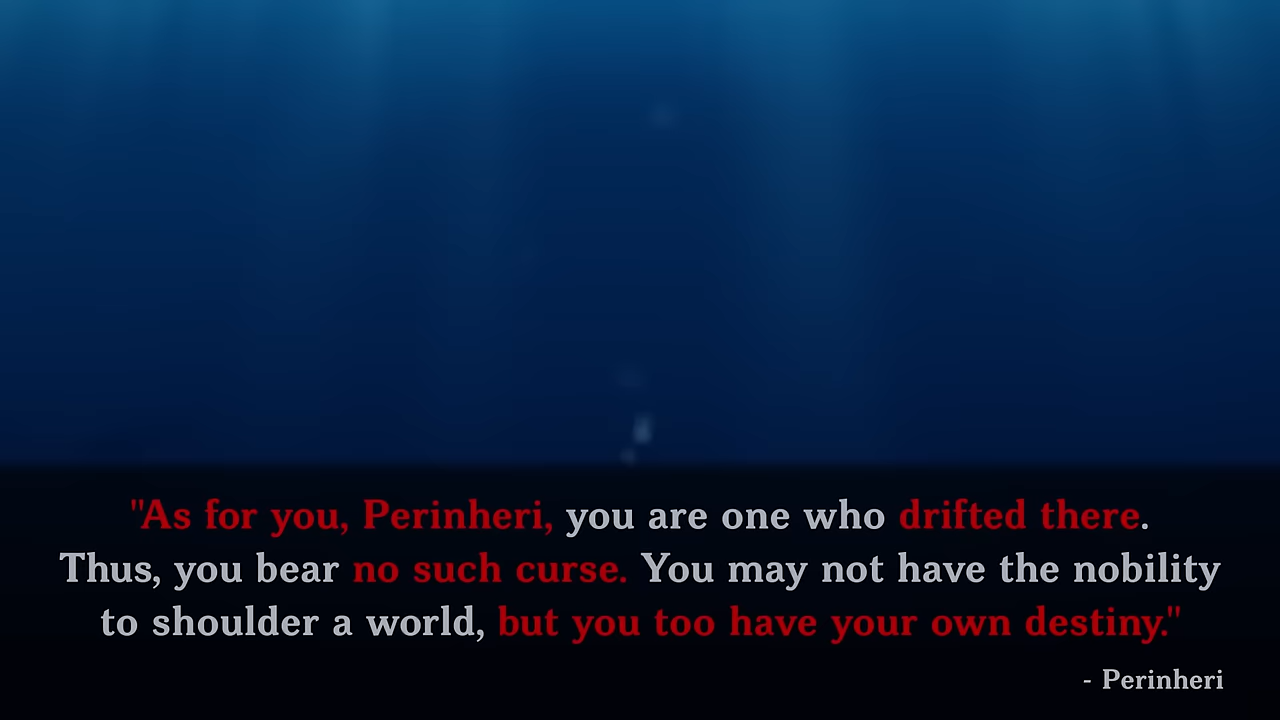 "As for you, Perinheri, you are one who drifted there.
Thus, you bear no such curse. You may not have the nobility
to shoulder a world, but you too have your own destiny."
- Perinheri